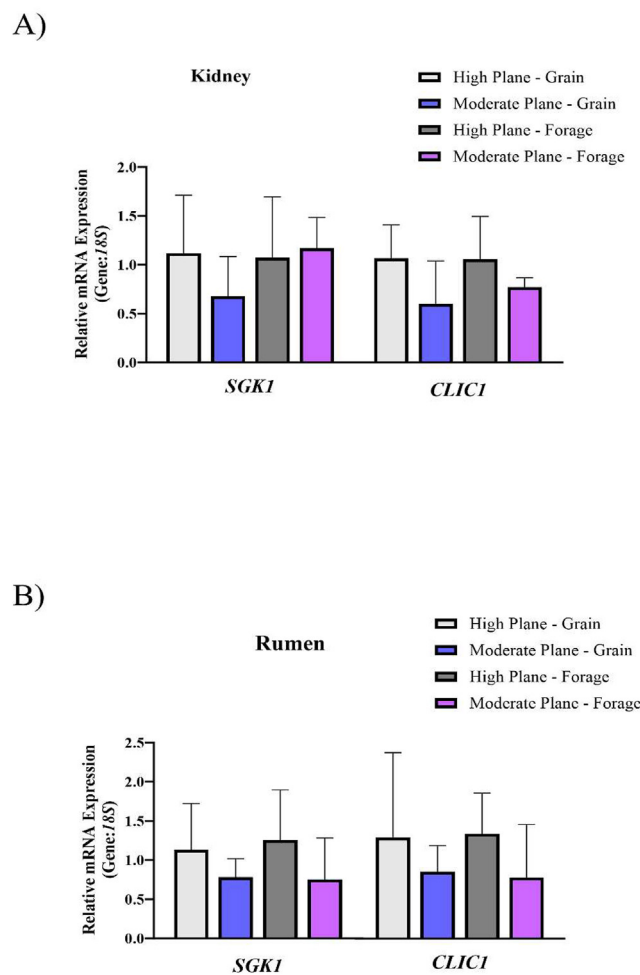 A)
Kidney
High Plane - Grain
Moderate Plane - Grain
High Plane - Forage
Moderate Plane - Forage
Relative mRNA Expression
(Gene:18S)
2.0
1.5
1.0
0.5
0.0
SGK1
CLIC1
B)
Rumen
High Plane - Grain
Moderate Plane - Grain
High Plane - Forage
Moderate Plane - Forage
Relative mRNA Expression
(Gene:18S)
2.5
2.0
1.5
1.0
0.5
0.0
SGK1
CLIC1